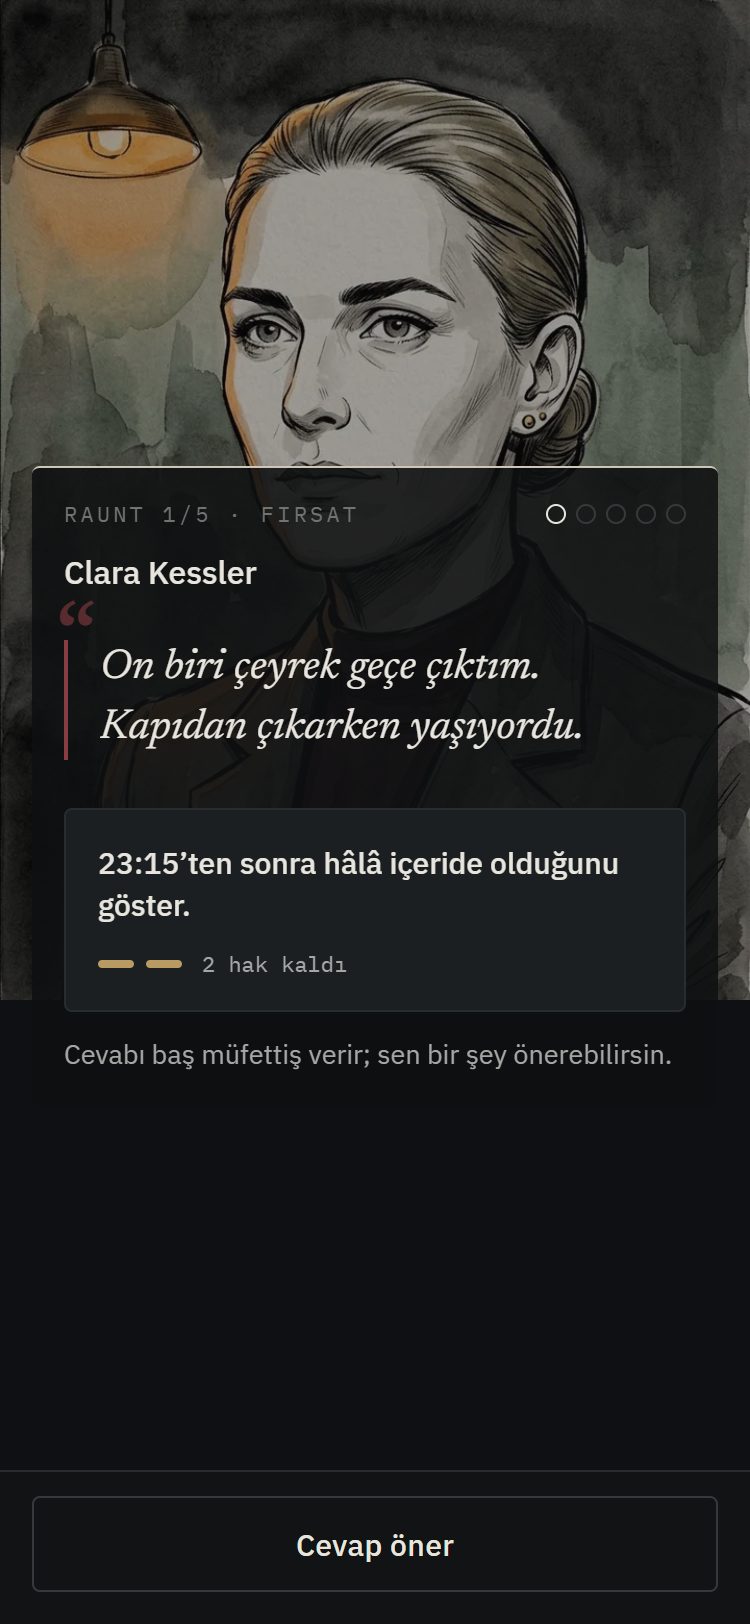 RAUNT 1/5 · FIRSAT
Clara Kessler
“
On biri çeyrek geçe çıktım.
Kapıdan çıkarken yaşıyordu.
23:15’ten sonra hâlâ içeride olduğunu
göster.
2 hak kaldı
Cevabı baş müfettiş verir; sen bir şey önerebilirsin.
Cevap öner